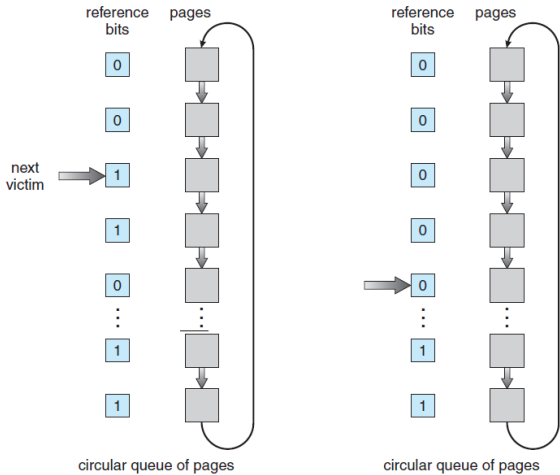 reference pages
bits
0
0
next
victim
1
1
0
1
1
circular queue of pages
reference pages
bits
0
0
0
0
0
1
1
circular queue of pages